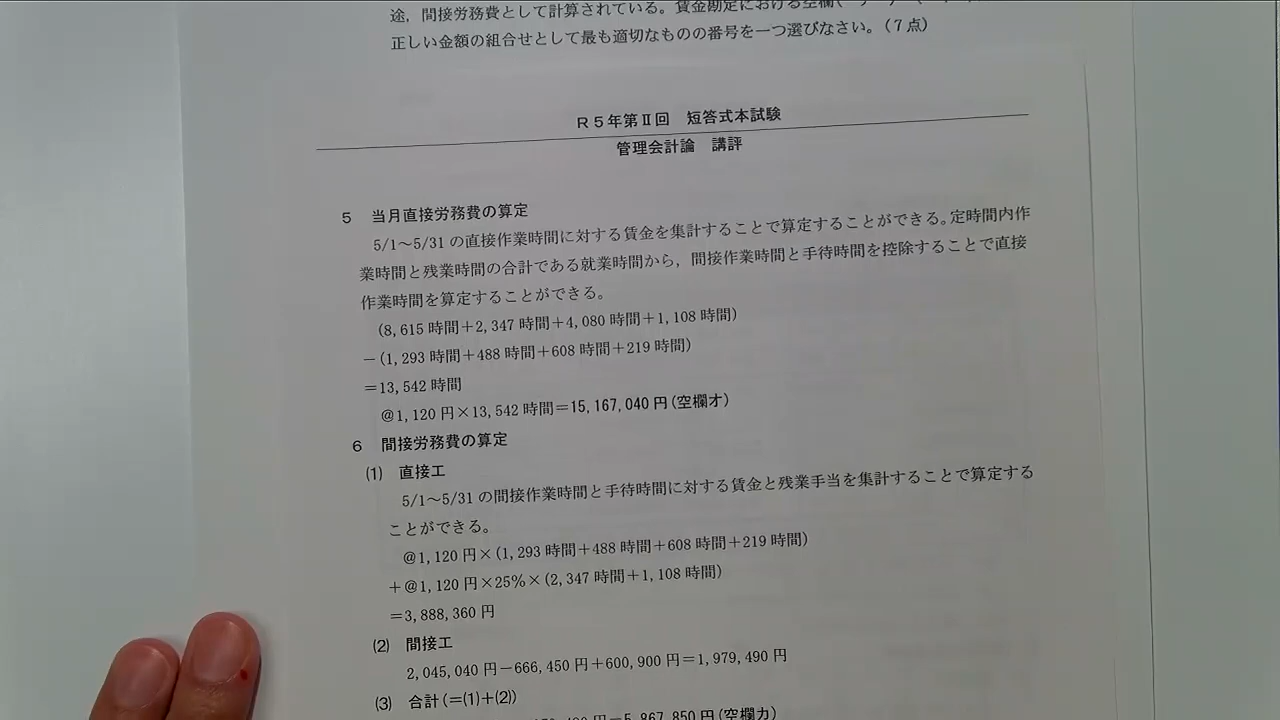 途，間接労務費として計算されている。賃金勘定における空欄
正しい金額の組合せとして最も適切なものの番号を一つ選びなさい。（７点）
Ｒ５年第Ⅱ回　短答式本試験
管理会計論　講評
5　当月直接労務費の算定
5/1～5/31 の直接作業時間に対する賃金を集計することで算定することができる。定時間内作
業時間と残業時間の合計である就業時間から，間接作業時間と手待時間を控除することで直接
作業時間を算定することができる。
(8,615 時間＋2,347 時間＋4,080 時間＋1,108 時間)
－(1,293 時間＋488 時間＋608 時間＋219 時間)
＝13,542 時間
@1,120 円×13,542 時間＝15,167,040 円(空欄オ)
6　間接労務費の算定
(1)　直接工
5/1～5/31 の間接作業時間と手待時間に対する賃金と残業手当を集計することで算定する
ことができる。
@1,120 円×(1,293 時間＋488 時間＋608 時間＋219 時間)
＋@1,120 円×25%×(2,347 時間＋1,108 時間)
＝3,888,360 円
(2)　間接工
2,045,040 円－666,450 円＋600,900 円＝1,979,490 円
(3)　合計(＝(1)＋(2))
円＝5,867,850 円(空欄カ)